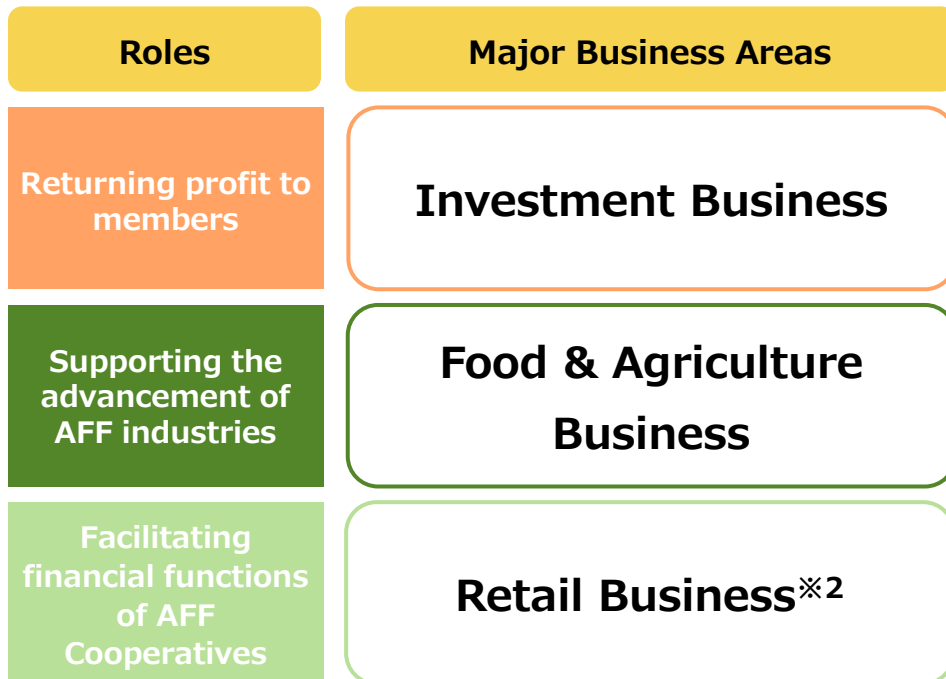 Roles
Major Business Areas
Returning profit to
members
Investment Business
Supporting the
advancement of
AFF industries
Food & Agriculture
Business
Facilitating
financial functions
of AFF
Cooperatives
Retail Business※2